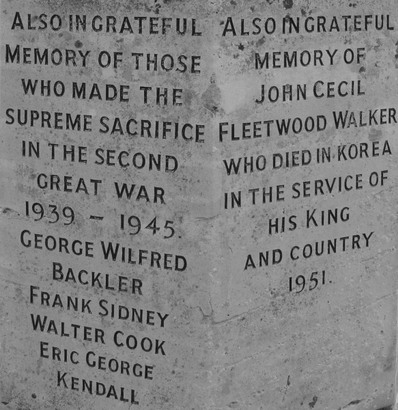 ALSO IN GRATEFUL
MEMORY OF THOSE
WHO MADE THE
SUPREME SACRIFICE
IN THE SECOND
GREAT WAR
1939 - 1945.
GEORGE WILFRED
BACKLER
FRANK SIDNEY
WALTER COOK
ERIC GEORGE
KENDALL
ALSO IN GRATEFUL
MEMORY OF
JOHN CECIL
FLEETWOOD WALKER
WHO DIED IN KOREA
IN THE SERVICE OF
HIS KING
AND COUNTRY
1951.